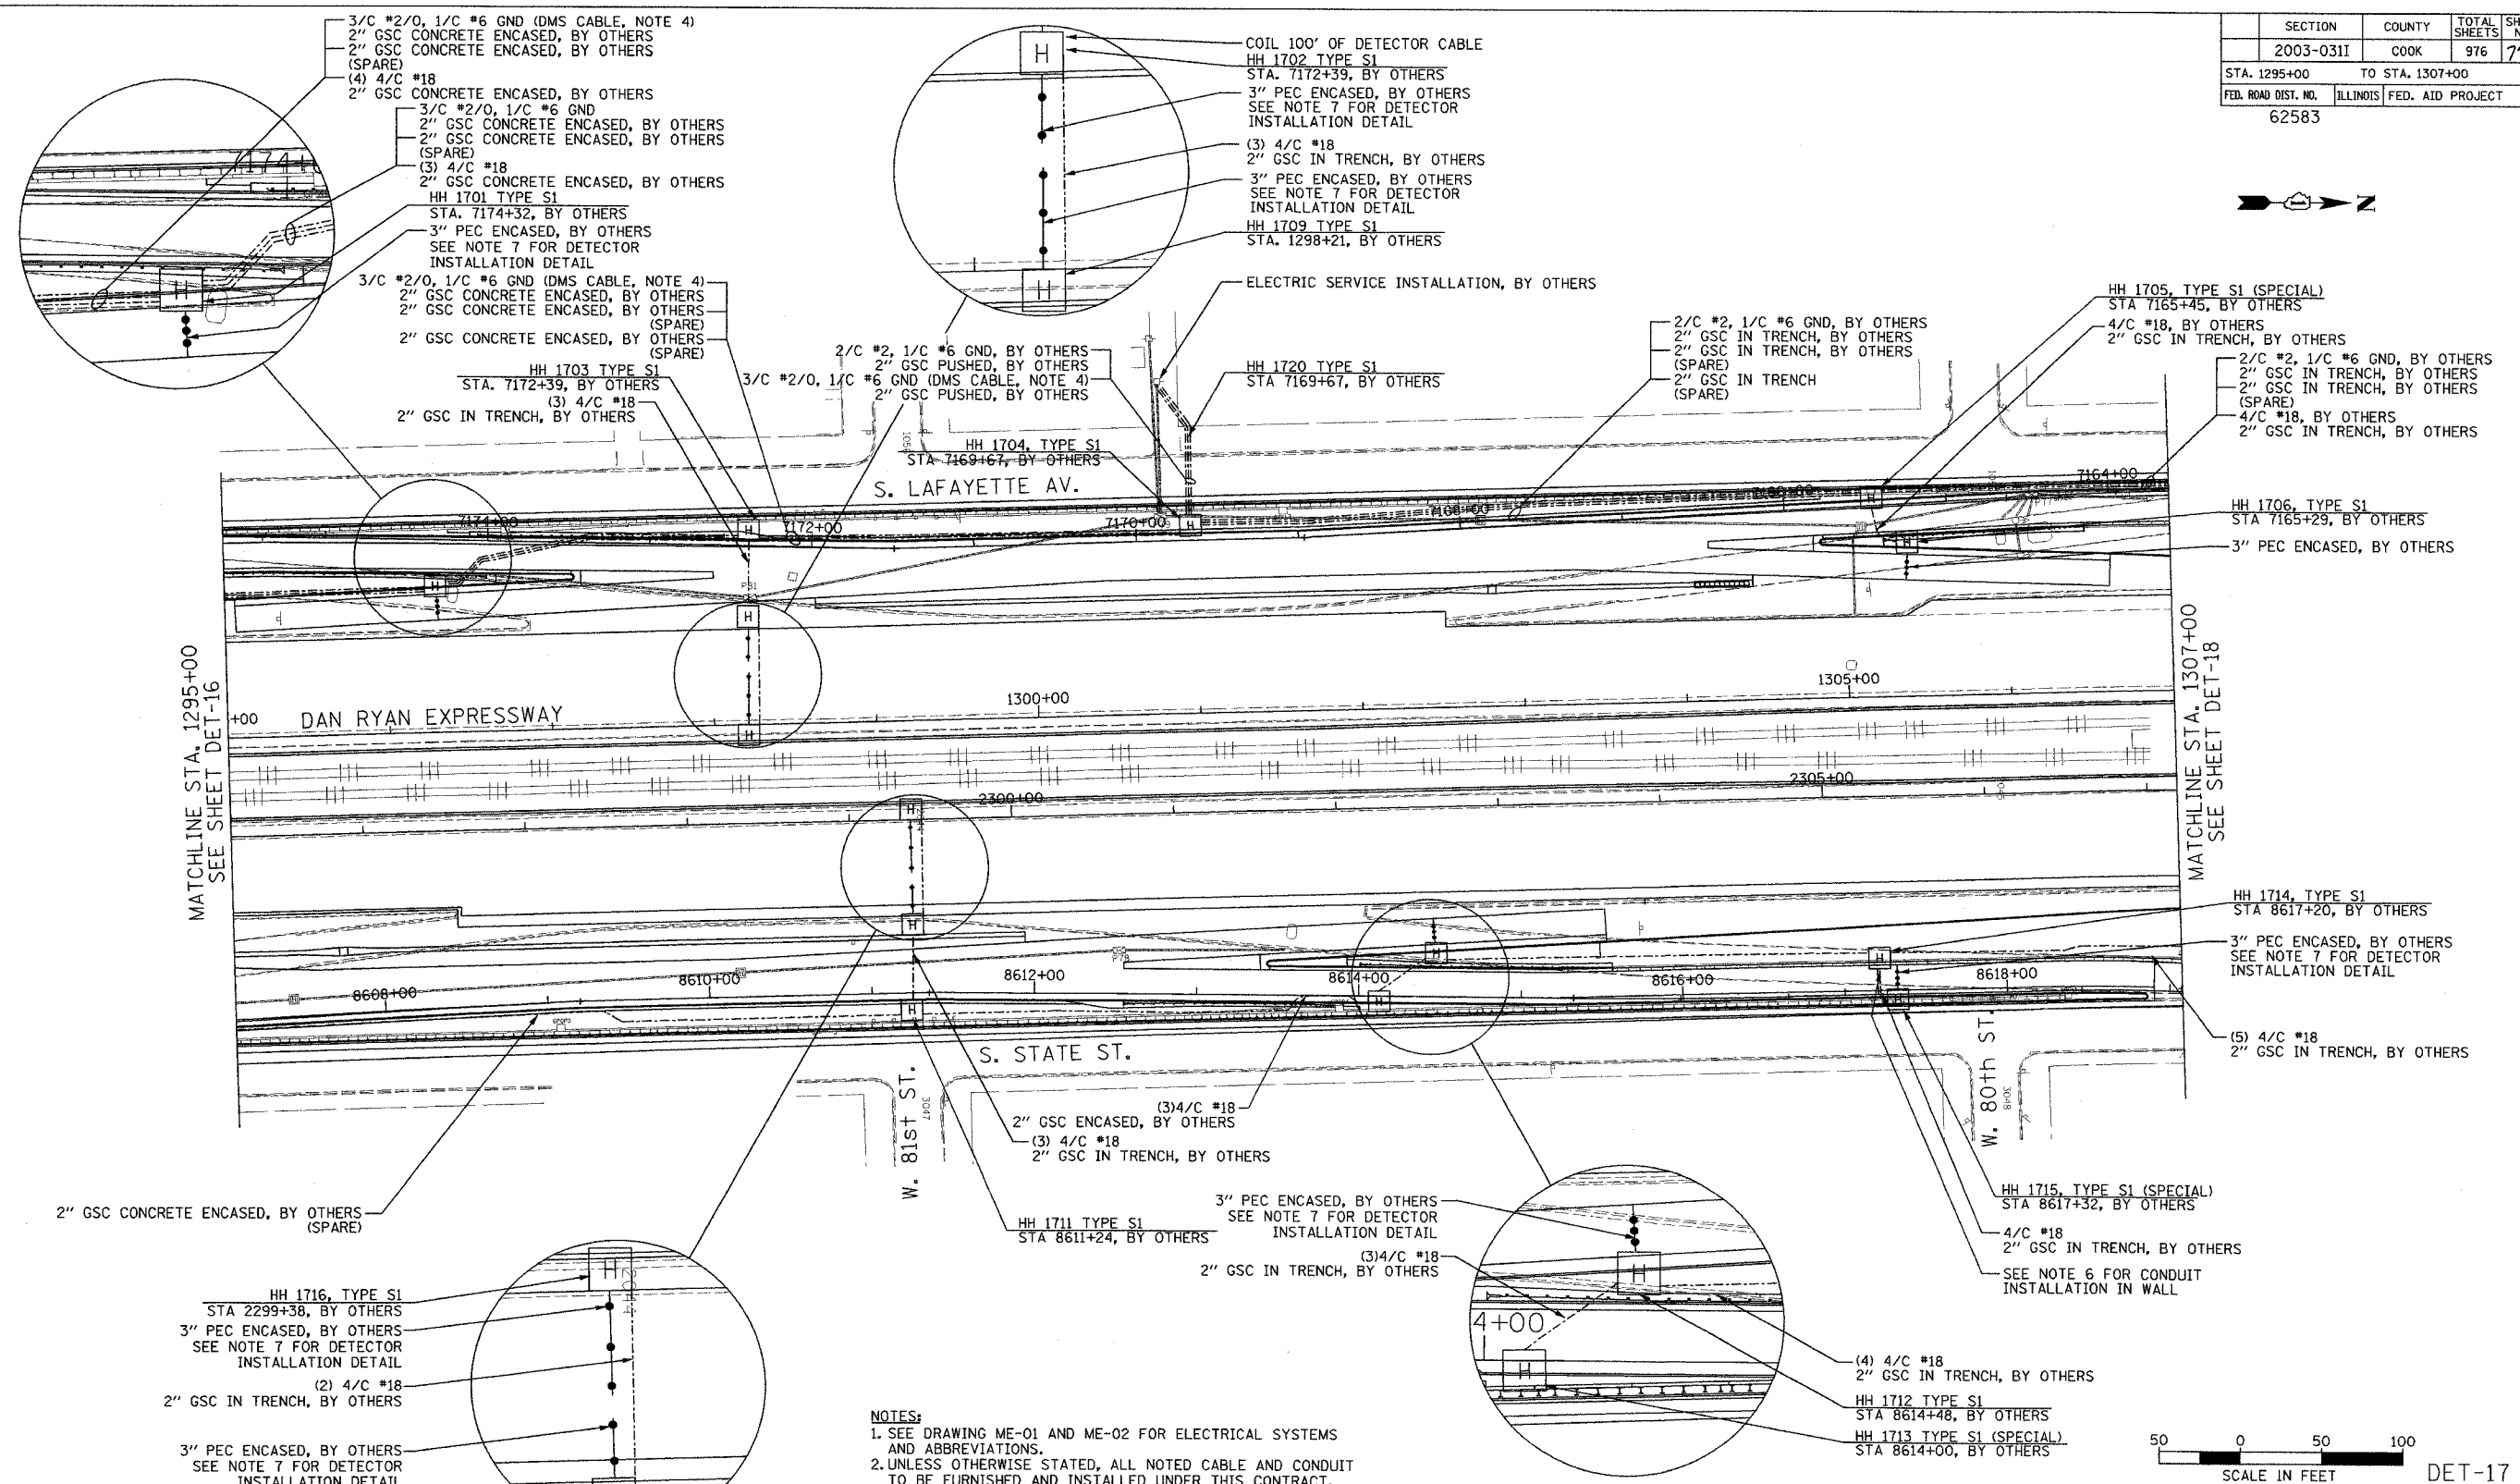 SECTION COUNTY TOTAL SHEETS
2003-031I COOK 976
STA. 1295+00 TO STA. 1307+00
FED. ROAD DIST. NO. ILLINOIS FED. AID PROJECT
62583
3/C #2/0, 1/C #6 GND (DMS CABLE, NOTE 4)
2" GSC CONCRETE ENCASED, BY OTHERS
2" GSC CONCRETE ENCASED, BY OTHERS
(SPARE)
(4) 4/C #18
2" GSC CONCRETE ENCASED, BY OTHERS
3/C #2/0, 1/C #6 GND
2" GSC CONCRETE ENCASED, BY OTHERS
2" GSC CONCRETE ENCASED, BY OTHERS
(SPARE)
(3) 4/C #18
2" GSC CONCRETE ENCASED, BY OTHERS
HH 1701 TYPE S1
STA. 7174+32, BY OTHERS
3" PEC ENCASED, BY OTHERS
SEE NOTE 7 FOR DETECTOR
INSTALLATION DETAIL
3/C #2/0, 1/C #6 GND (DMS CABLE, NOTE 4)
2" GSC CONCRETE ENCASED, BY OTHERS
2" GSC CONCRETE ENCASED, BY OTHERS
(SPARE)
2" GSC CONCRETE ENCASED, BY OTHERS
(SPARE)
HH 1703 TYPE S1
STA. 7172+39, BY OTHERS
(3) 4/C #18
2" GSC IN TRENCH, BY OTHERS
H
H
H
COIL 100' OF DETECTOR CABLE
HH 1702 TYPE S1
STA. 7172+39, BY OTHERS
3" PEC ENCASED, BY OTHERS
SEE NOTE 7 FOR DETECTOR
INSTALLATION DETAIL
(3) 4/C #18
2" GSC IN TRENCH, BY OTHERS
3" PEC ENCASED, BY OTHERS
SEE NOTE 7 FOR DETECTOR
INSTALLATION DETAIL
HH 1709 TYPE S1
STA. 1298+21, BY OTHERS
ELECTRIC SERVICE INSTALLATION, BY OTHERS
2/C #2, 1/C #6 GND, BY OTHERS
2" GSC PUSHED, BY OTHERS
3/C #2/0, 1/C #6 GND (DMS CABLE, NOTE 4)
2" GSC PUSHED, BY OTHERS
HH 1720 TYPE S1
STA 7169+67, BY OTHERS
HH 1704, TYPE S1
STA 7169+67, BY OTHERS
2/C #2, 1/C #6 GND, BY OTHERS
2" GSC IN TRENCH, BY OTHERS
2" GSC IN TRENCH, BY OTHERS
(SPARE)
2" GSC IN TRENCH
(SPARE)
N
HH 1705, TYPE S1 (SPECIAL)
STA 7165+45, BY OTHERS
4/C #18, BY OTHERS
2" GSC IN TRENCH, BY OTHERS
2/C #2, 1/C #6 GND, BY OTHERS
2" GSC IN TRENCH, BY OTHERS
2" GSC IN TRENCH, BY OTHERS
(SPARE)
4/C #18, BY OTHERS
2" GSC IN TRENCH, BY OTHERS
HH 1706, TYPE S1
STA 7165+29, BY OTHERS
3" PEC ENCASED, BY OTHERS
S. LAFAYETTE AV.
7174+00 7172+00 7170+00 7168+00 7164+00
H H H H
H H
MATCHLINE STA. 1295+00
SEE SHEET DET-16
+00 DAN RYAN EXPRESSWAY 1300+00 1305+00
H
MATCHLINE STA. 1307+00
SEE SHEET DET-18
2300+00 2305+00
H
H H H
8608+00 8610+00 8612+00 8614+00 8616+00 8618+00
H H H
S. STATE ST.
W. 81st ST.
3047
W. 80th ST.
3048
HH 1714, TYPE S1
STA 8617+20, BY OTHERS
3" PEC ENCASED, BY OTHERS
SEE NOTE 7 FOR DETECTOR
INSTALLATION DETAIL
(5) 4/C #18
2" GSC IN TRENCH, BY OTHERS
(3)4/C #18
2" GSC ENCASED, BY OTHERS
(3) 4/C #18
2" GSC IN TRENCH, BY OTHERS
HH 1711 TYPE S1
STA 8611+24, BY OTHERS
2" GSC CONCRETE ENCASED, BY OTHERS
(SPARE)
HH 1715, TYPE S1 (SPECIAL)
STA 8617+32, BY OTHERS
4/C #18
2" GSC IN TRENCH, BY OTHERS
SEE NOTE 6 FOR CONDUIT
INSTALLATION IN WALL
3" PEC ENCASED, BY OTHERS
SEE NOTE 7 FOR DETECTOR
INSTALLATION DETAIL
(3)4/C #18
2" GSC IN TRENCH, BY OTHERS
H
4+00
H
(4) 4/C #18
2" GSC IN TRENCH, BY OTHERS
HH 1712 TYPE S1
STA 8614+48, BY OTHERS
HH 1713 TYPE S1 (SPECIAL)
STA 8614+00, BY OTHERS
H
HH 1716, TYPE S1
STA 2299+38, BY OTHERS
3" PEC ENCASED, BY OTHERS
SEE NOTE 7 FOR DETECTOR
INSTALLATION DETAIL
(2) 4/C #18
2" GSC IN TRENCH, BY OTHERS
3" PEC ENCASED, BY OTHERS
SEE NOTE 7 FOR DETECTOR
INSTALLATION DETAIL
NOTES:
1. SEE DRAWING ME-01 AND ME-02 FOR ELECTRICAL SYSTEMS
AND ABBREVIATIONS.
2. UNLESS OTHERWISE STATED, ALL NOTED CABLE AND CONDUIT
TO BE FURNISHED AND INSTALLED UNDER THIS CONTRACT.
50 0 50 100
SCALE IN FEET
DET-17